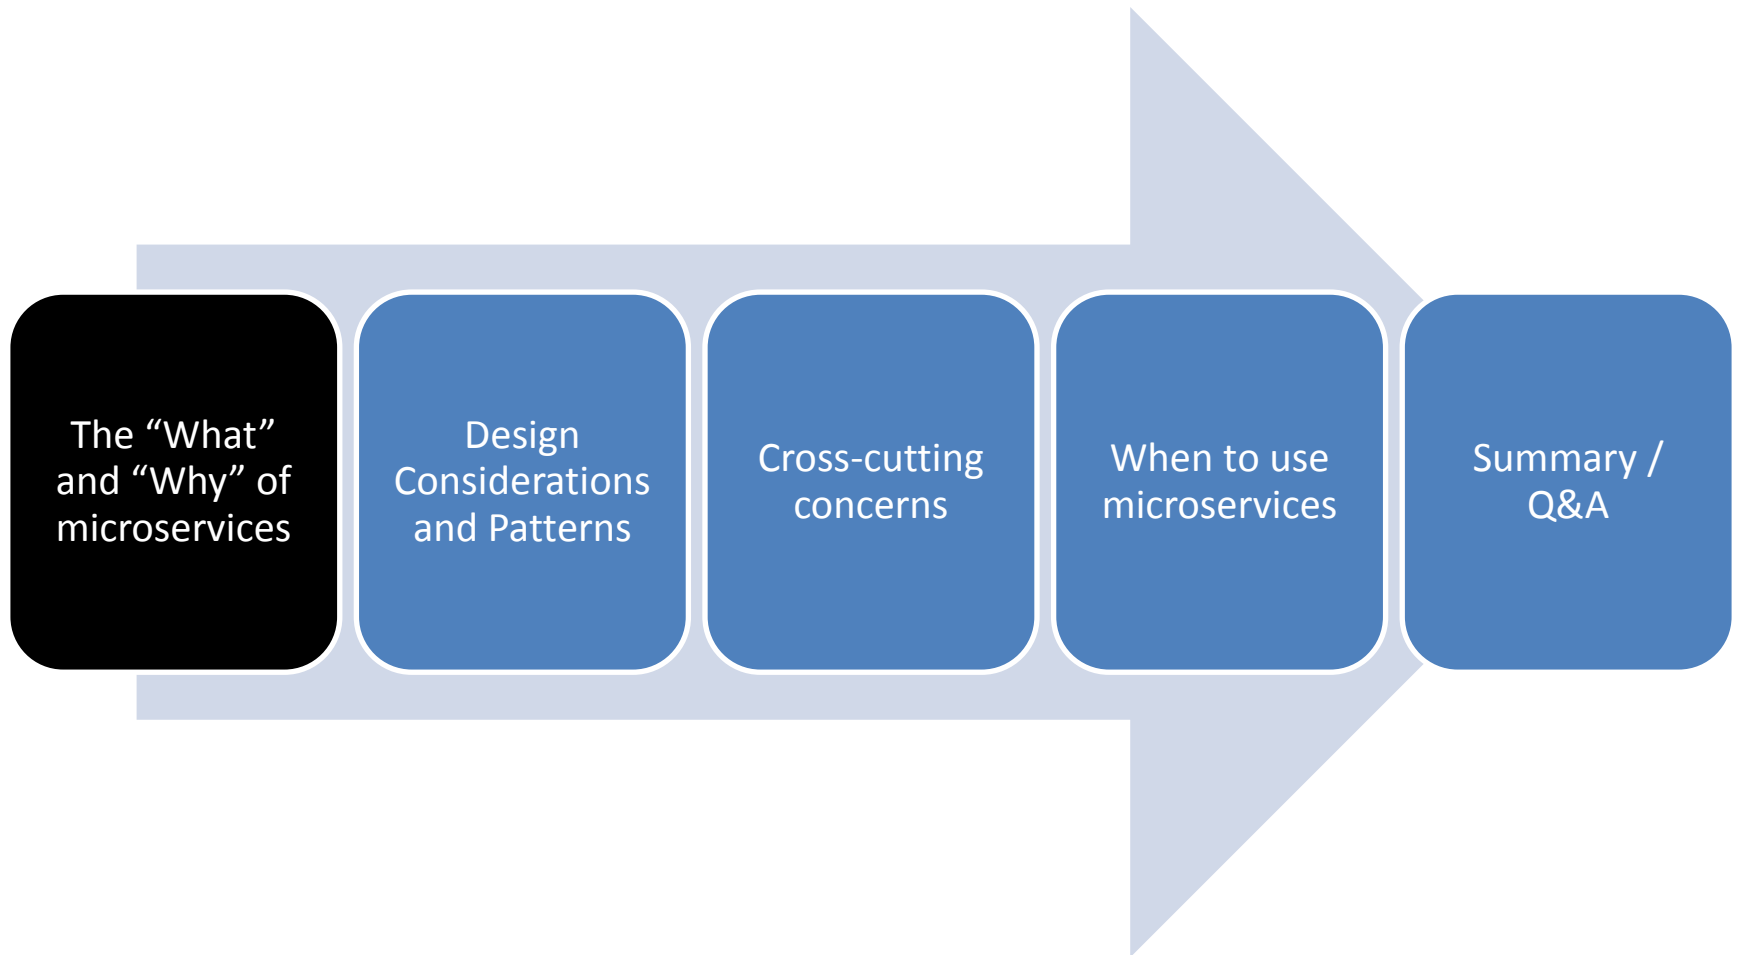 The “What”
and “Why” of
microservices
Design
Considerations
and Patterns
Cross-cutting
concerns
When to use
microservices
Summary /
Q&A